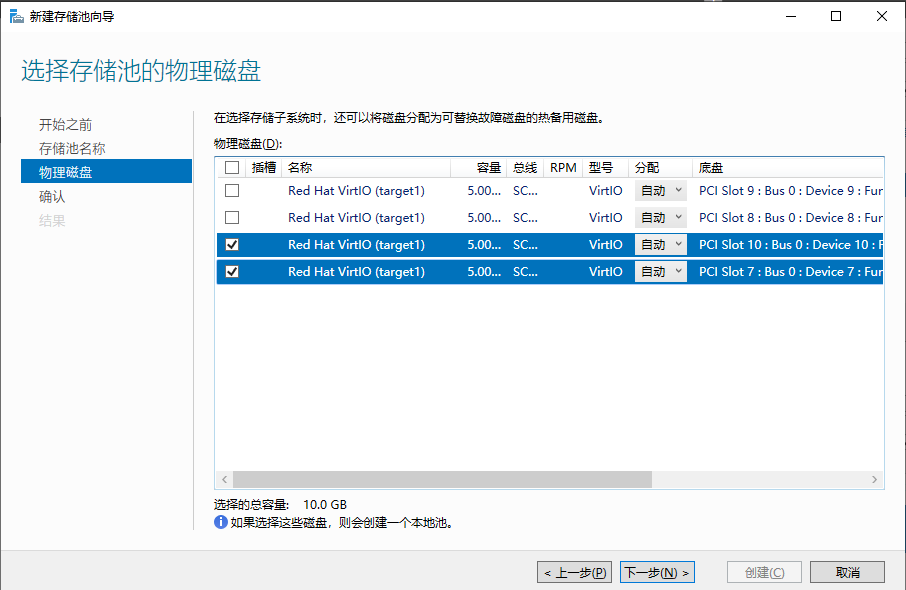 新建存储池向导
选择存储池的物理磁盘
开始之前
存储池名称
物理磁盘
确认
结果
在选择存储子系统时，还可以将磁盘分配为可替换故障磁盘的热备用磁盘。
物理磁盘(D):
插槽 名称 容量 总线 RPM 型号 分配 底盘
Red Hat VirtIO (target1) 5.00... SC... VirtIO 自动 PCI Slot 9 : Bus 0 : Device 9 : Fur
Red Hat VirtIO (target1) 5.00... SC... VirtIO 自动 PCI Slot 8 : Bus 0 : Device 8 : Fur
Red Hat VirtIO (target1) 5.00... SC... VirtIO 自动 PCI Slot 10 : Bus 0 : Device 10 : F
Red Hat VirtIO (target1) 5.00... SC... VirtIO 自动 PCI Slot 7 : Bus 0 : Device 7 : Fur
选择的总容量: 10.0 GB
如果选择这些磁盘，则会创建一个本地池。
< 上一步(P) 下一步(N) > 创建(C) 取消